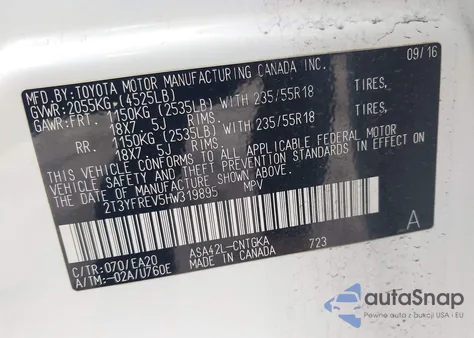 MFD.BY:TOYOTA MOTOR MANUFACTURING CANADA INC. 09/16
GVWR:2055KG (4525LB)
GAWR:FRT. 1150KG (2535LB) WITH 235/55R18 TIRES,
18X7 5J RIMS.
RR. 1150KG (2535LB) WITH 235/55R18 TIRES,
18X7 5J RIMS.
THIS VEHICLE CONFORMS TO ALL APPLICABLE FEDERAL MOTOR
VEHICLE SAFETY AND THEFT PREVENTION STANDARDS IN
EFFECT ON THE DATE OF MANUFACTURE SHOWN ABOVE.
2T3YFREV5HW319895 MPV
A
C/TR:070/EA20 ASA42L-CNTGKA 723
A/TM:-02A/U760E MADE IN CANADA
autoSnap
Pewne auta z aukcji USA i EU